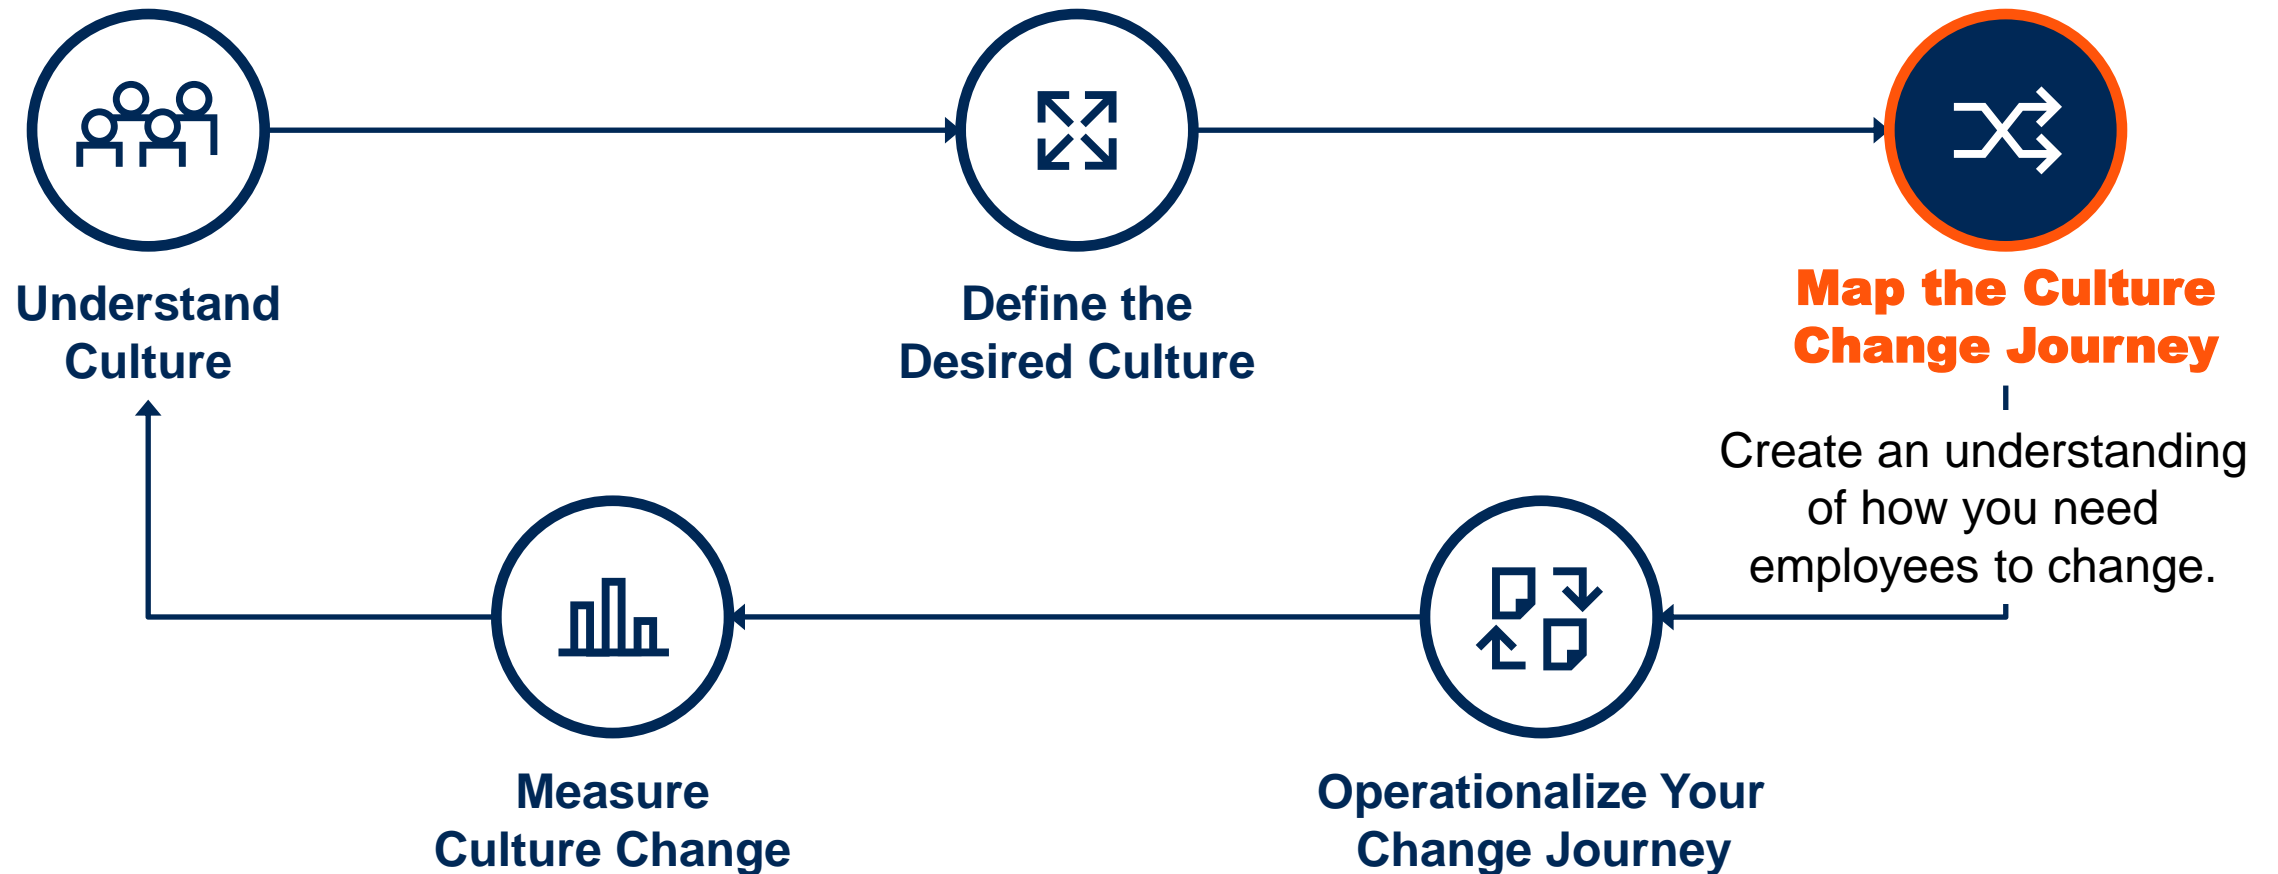 Understand
Culture
Define the
Desired Culture
Map the Culture
Change Journey
Create an understanding
of how you need
employees to change.
Operationalize Your
Change Journey
Measure
Culture Change